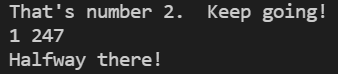 That's number 2.  Keep going!
1 247
Halfway there!